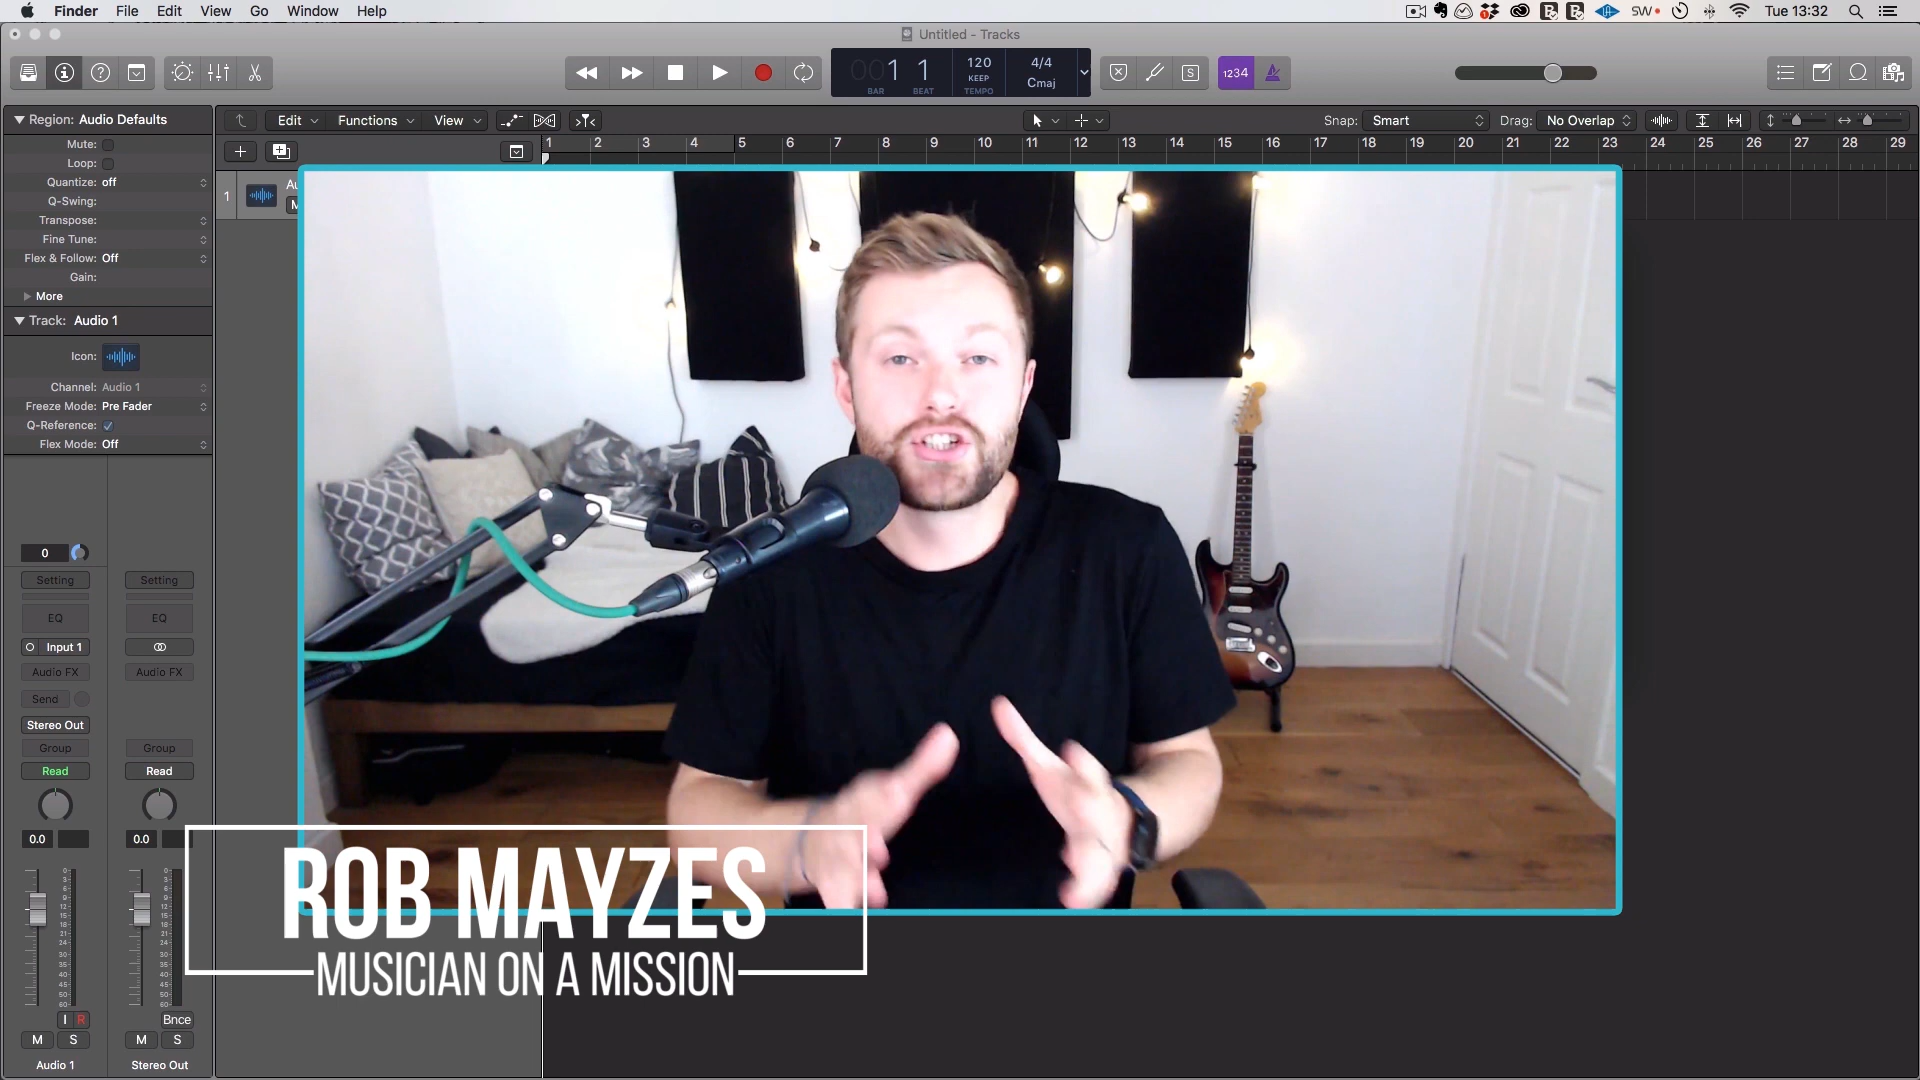 Finder File Edit View Go Window Help
SW Tue 13:32
Untitled - Tracks
001 1 120 4/4
KEEP
BAR BEAT TEMPO Cmaj
S 1234
Region: Audio Defaults
Edit Functions View Snap: Smart Drag: No Overlap
Mute:
Loop:
Quantize: off
Q-Swing:
Transpose:
Fine Tune:
Flex & Follow: Off
Gain:
More
1 2 3 4 5 6 7 8 9 10 11 12 13 14 15 16 17 18 19 20 21 22 23 24 25 26 27 28 29
1
M
Track: Audio 1
Icon:
Channel: Audio 1
Freeze Mode: Pre Fader
Q-Reference:
Flex Mode: Off
0
Setting Setting
EQ EQ
Input 1
Audio FX Audio FX
Send
Stereo Out
Group Group
Read Read
0.0 0.0
ROB MAYZES
MUSICIAN ON A MISSION
I R Bnce
M S M S
Audio 1 Stereo Out